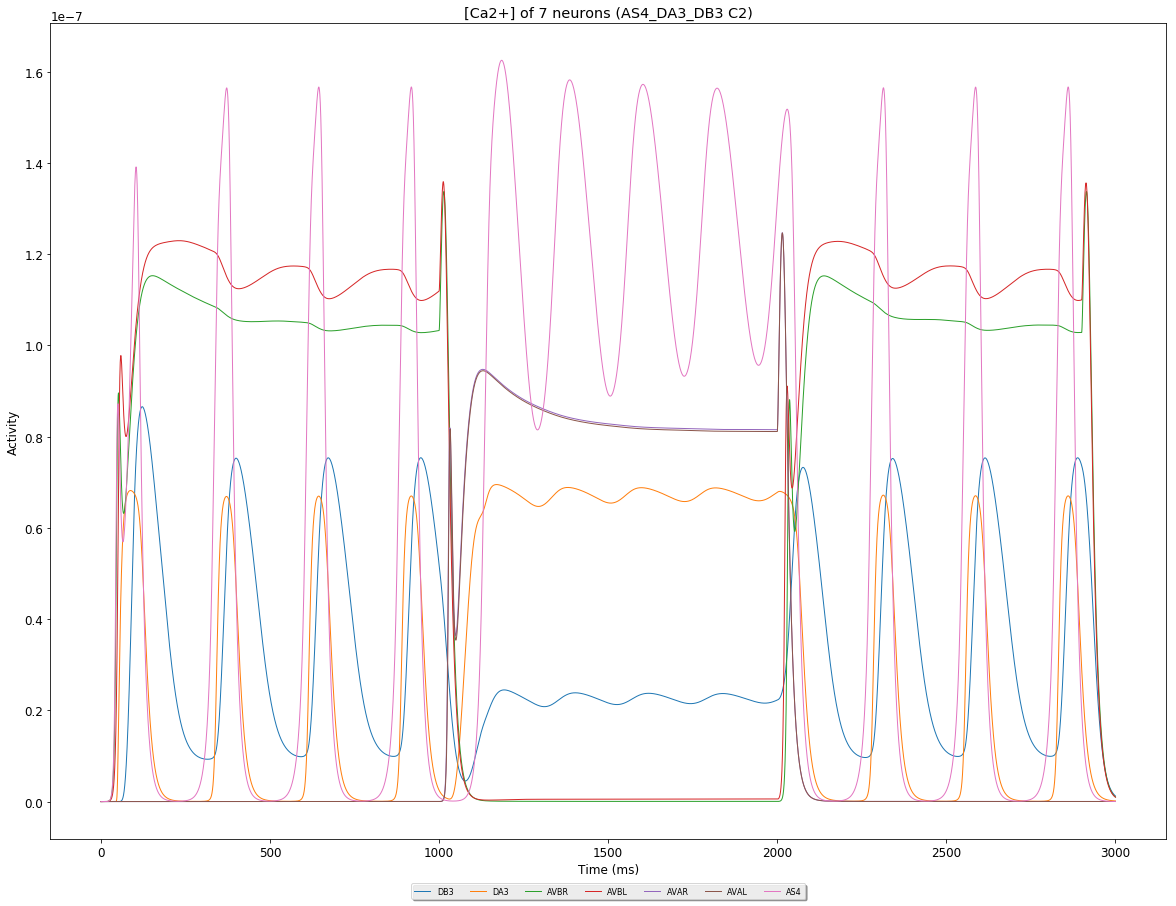 [Ca2+] of 7 neurons (AS4_DA3_DB3 C2)
1e−7
1.6
1.4
1.2
1.0
0.8
0.6
0.4
0.2
0.0
Activity
0 500 1000 1500 2000 2500 3000
Time (ms)
DB3 DA3 AVBR AVBL AVAR AVAL AS4